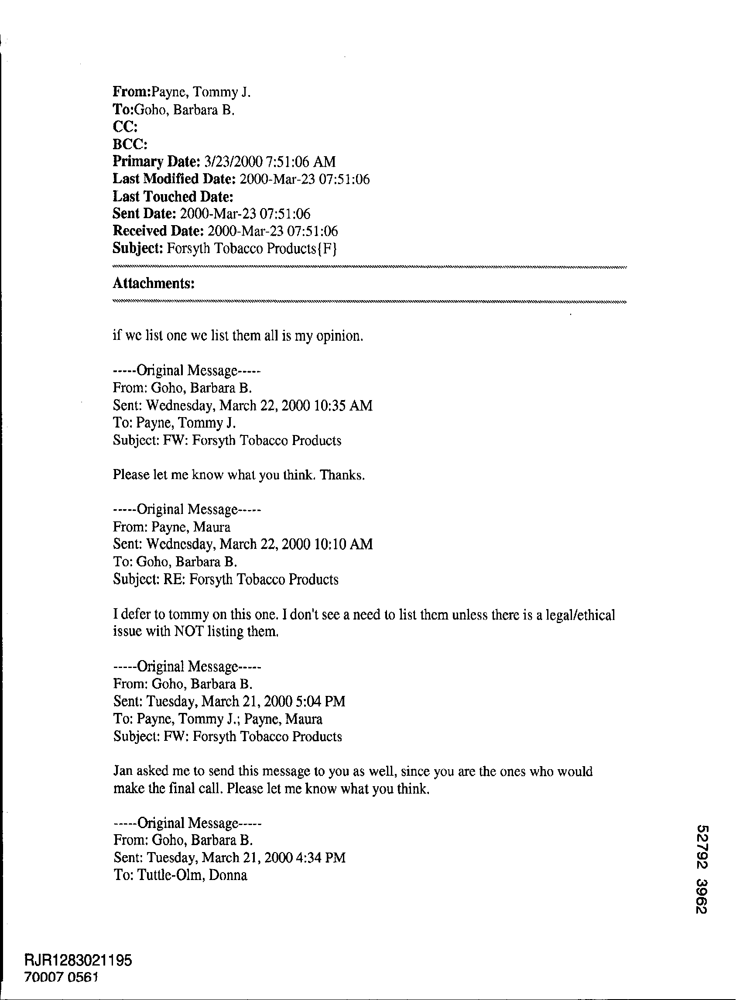 From:Payne, Tommy J.
To:Goho, Barbara B.
CC:
BCC:
Primary Date: 3/23/2000 7:51:06 AM
Last Modified Date: 2000-Mar-23 07:51:06
Last Touched Date:
Sent Date: 2000-Mar-23 07:51:06
Received Date: 2000-Mar-23 07:51:06
Subject: Forsyth Tobacco Products{F}
Attachments:
if we list one we list them all is my opinion.
-----Original Message-----
From: Goho, Barbara B.
Sent: Wednesday, March 22, 2000 10:35 AM
To: Payne, Tommy J.
Subject: FW: Forsyth Tobacco Products
Please let me know what you think. Thanks.
-----Original Message-----
From: Payne, Maura
Sent: Wednesday, March 22, 2000 10:10 AM
To: Goho, Barbara B.
Subject: RE: Forsyth Tobacco Products
I defer to tommy on this one. I don't see a need to list them unless there is a legal/ethical
issue with NOT listing them.
-----Original Message-----
From: Goho, Barbara B.
Sent: Tuesday, March 21, 2000 5:04 PM
To: Payne, Tommy J.; Payne, Maura
Subject: FW: Forsyth Tobacco Products
Jan asked me to send this message to you as well, since you are the ones who would
make the final call. Please let me know what you think.
-----Original Message-----
From: Goho, Barbara B.
Sent: Tuesday, March 21, 2000 4:34 PM
To: Tuttle-Olm, Donna
52792 3962
RJR1283021195
70007 0561